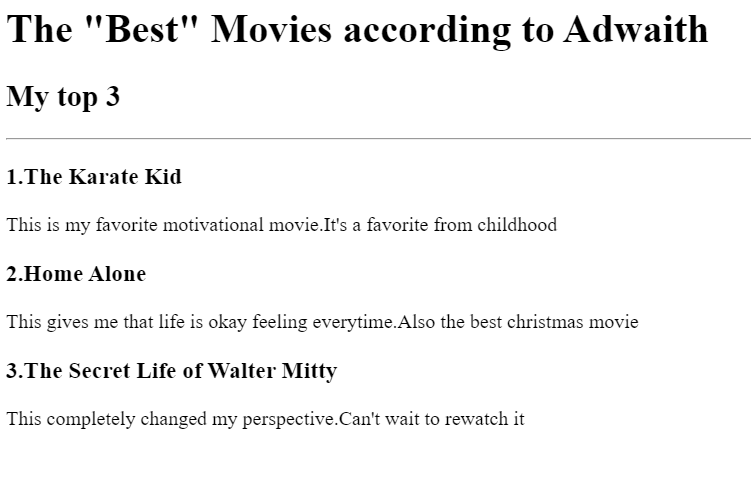 The "Best" Movies according to Adwaith
My top 3
1.The Karate Kid
This is my favorite motivational movie.It's a favorite from childhood
2.Home Alone
This gives me that life is okay feeling everytime.Also the best christmas movie
3.The Secret Life of Walter Mitty
This completely changed my perspective.Can't wait to rewatch it